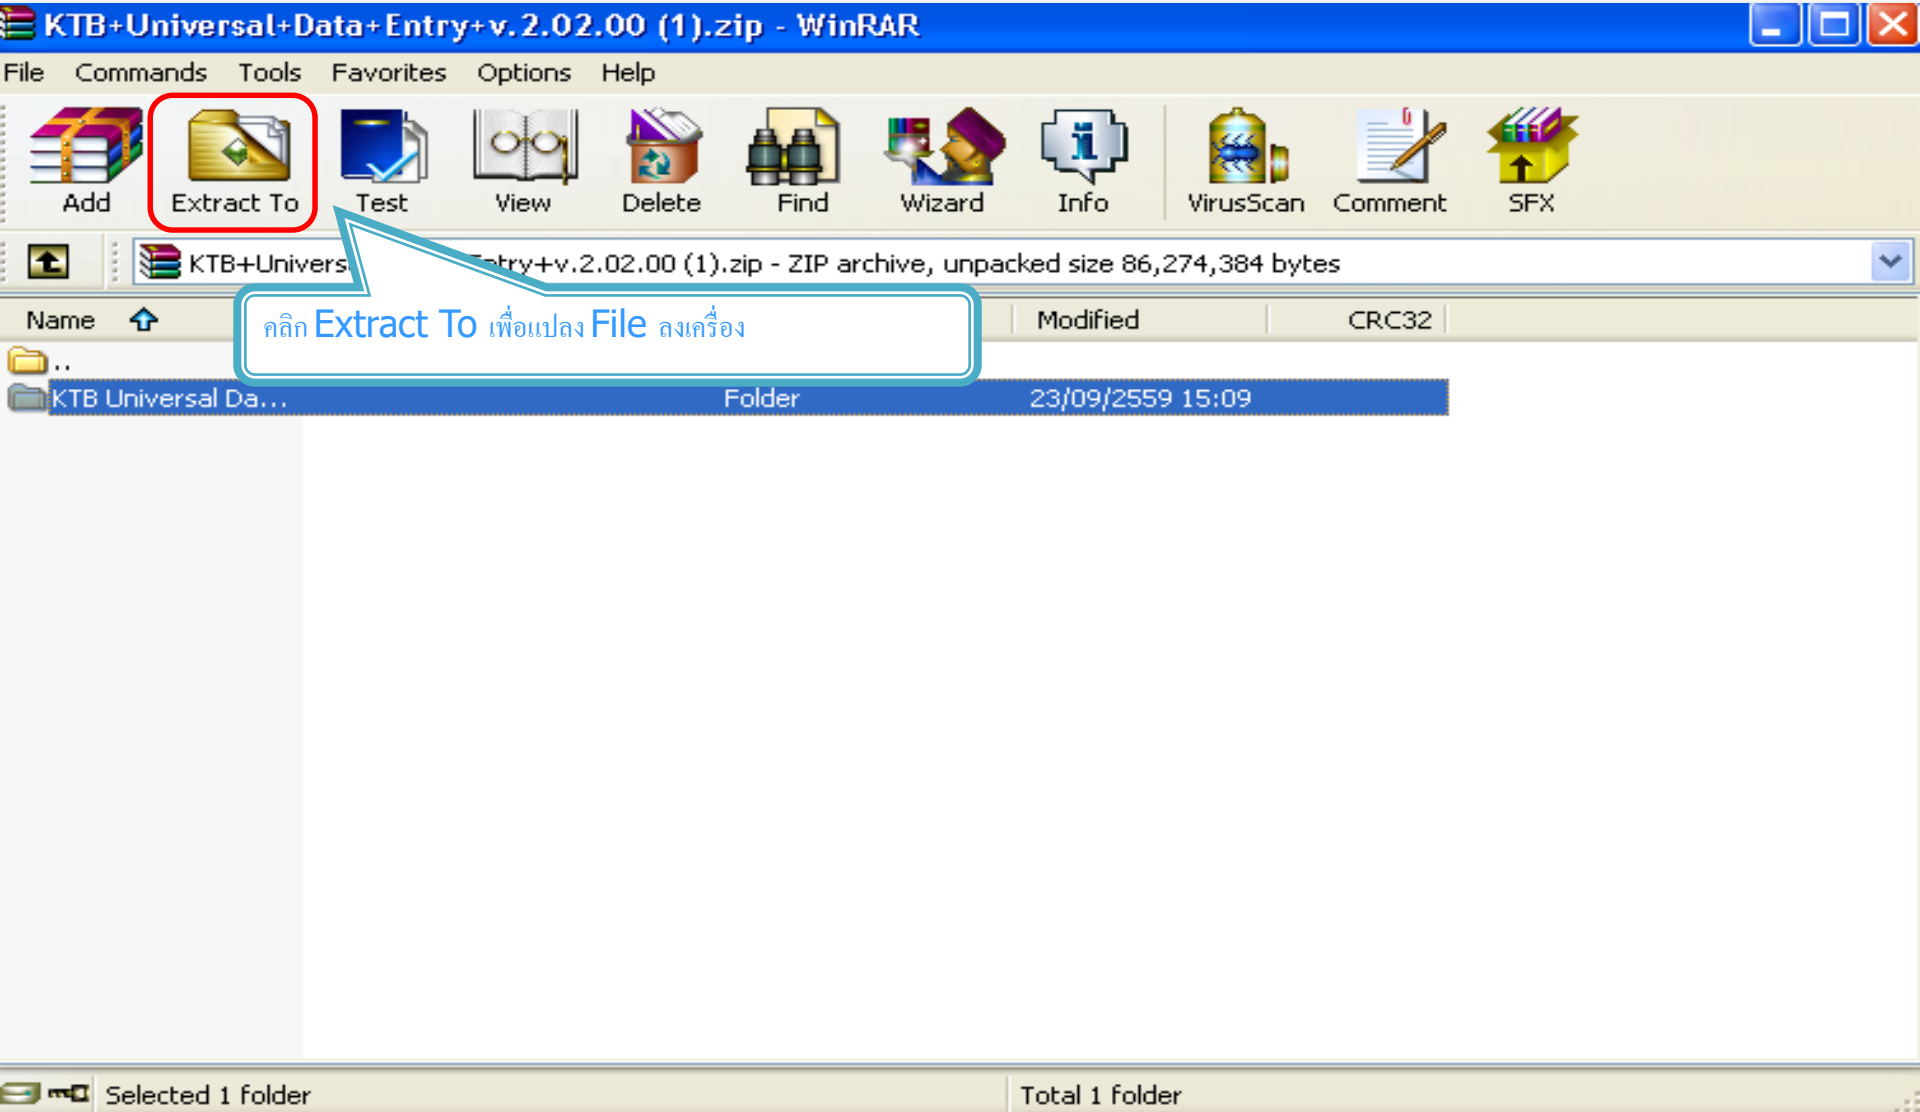 KTB+Universal+Data+Entry+v.2.02.00 (1).zip - WinRAR
File Commands Tools Favorites Options Help
Add Extract To Test View Delete Find Wizard Info VirusScan Comment SFX
KTB+Univers Entry+v.2.02.00 (1).zip - ZIP archive, unpacked size 86,274,384 bytes
Name Modified CRC32
คลิก Extract To เพื่อแปลง File ลงเครื่อง
..
KTB Universal Da... Folder 23/09/2559 15:09
Selected 1 folder Total 1 folder